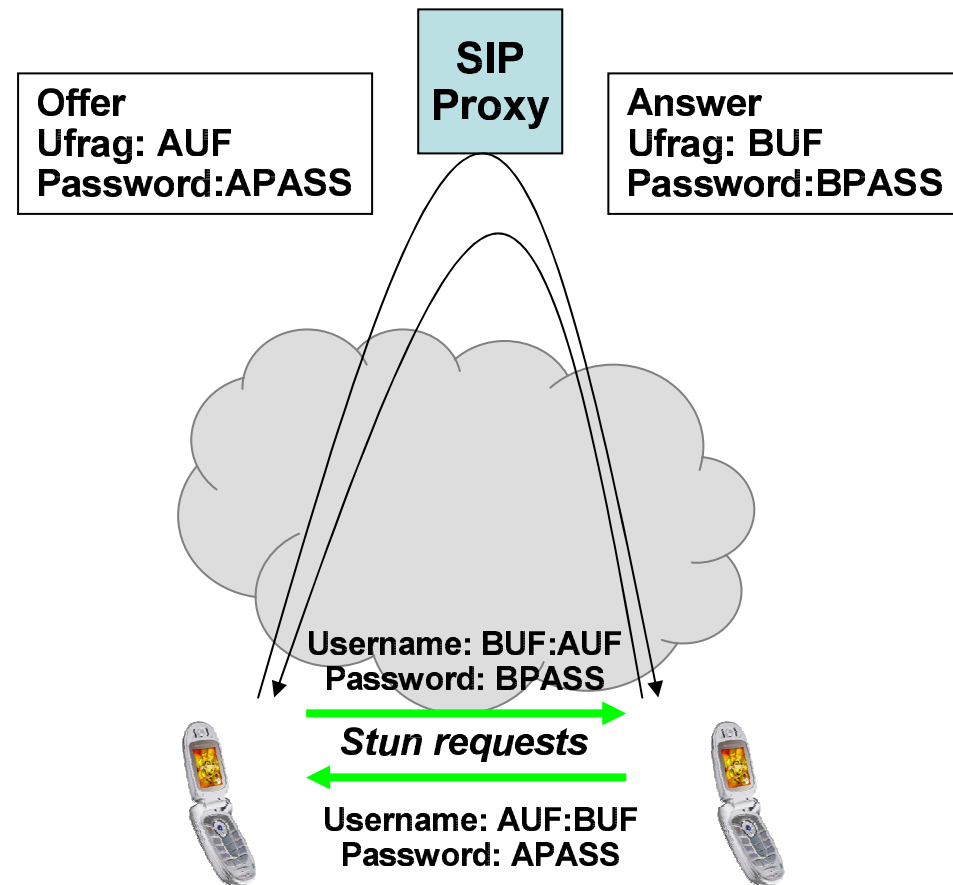 SIP
Proxy
Offer
Ufrag: AUF
Password:APASS
Answer
Ufrag: BUF
Password:BPASS
Username: BUF:AUF
Password: BPASS
Stun requests
Username: AUF:BUF
Password: APASS